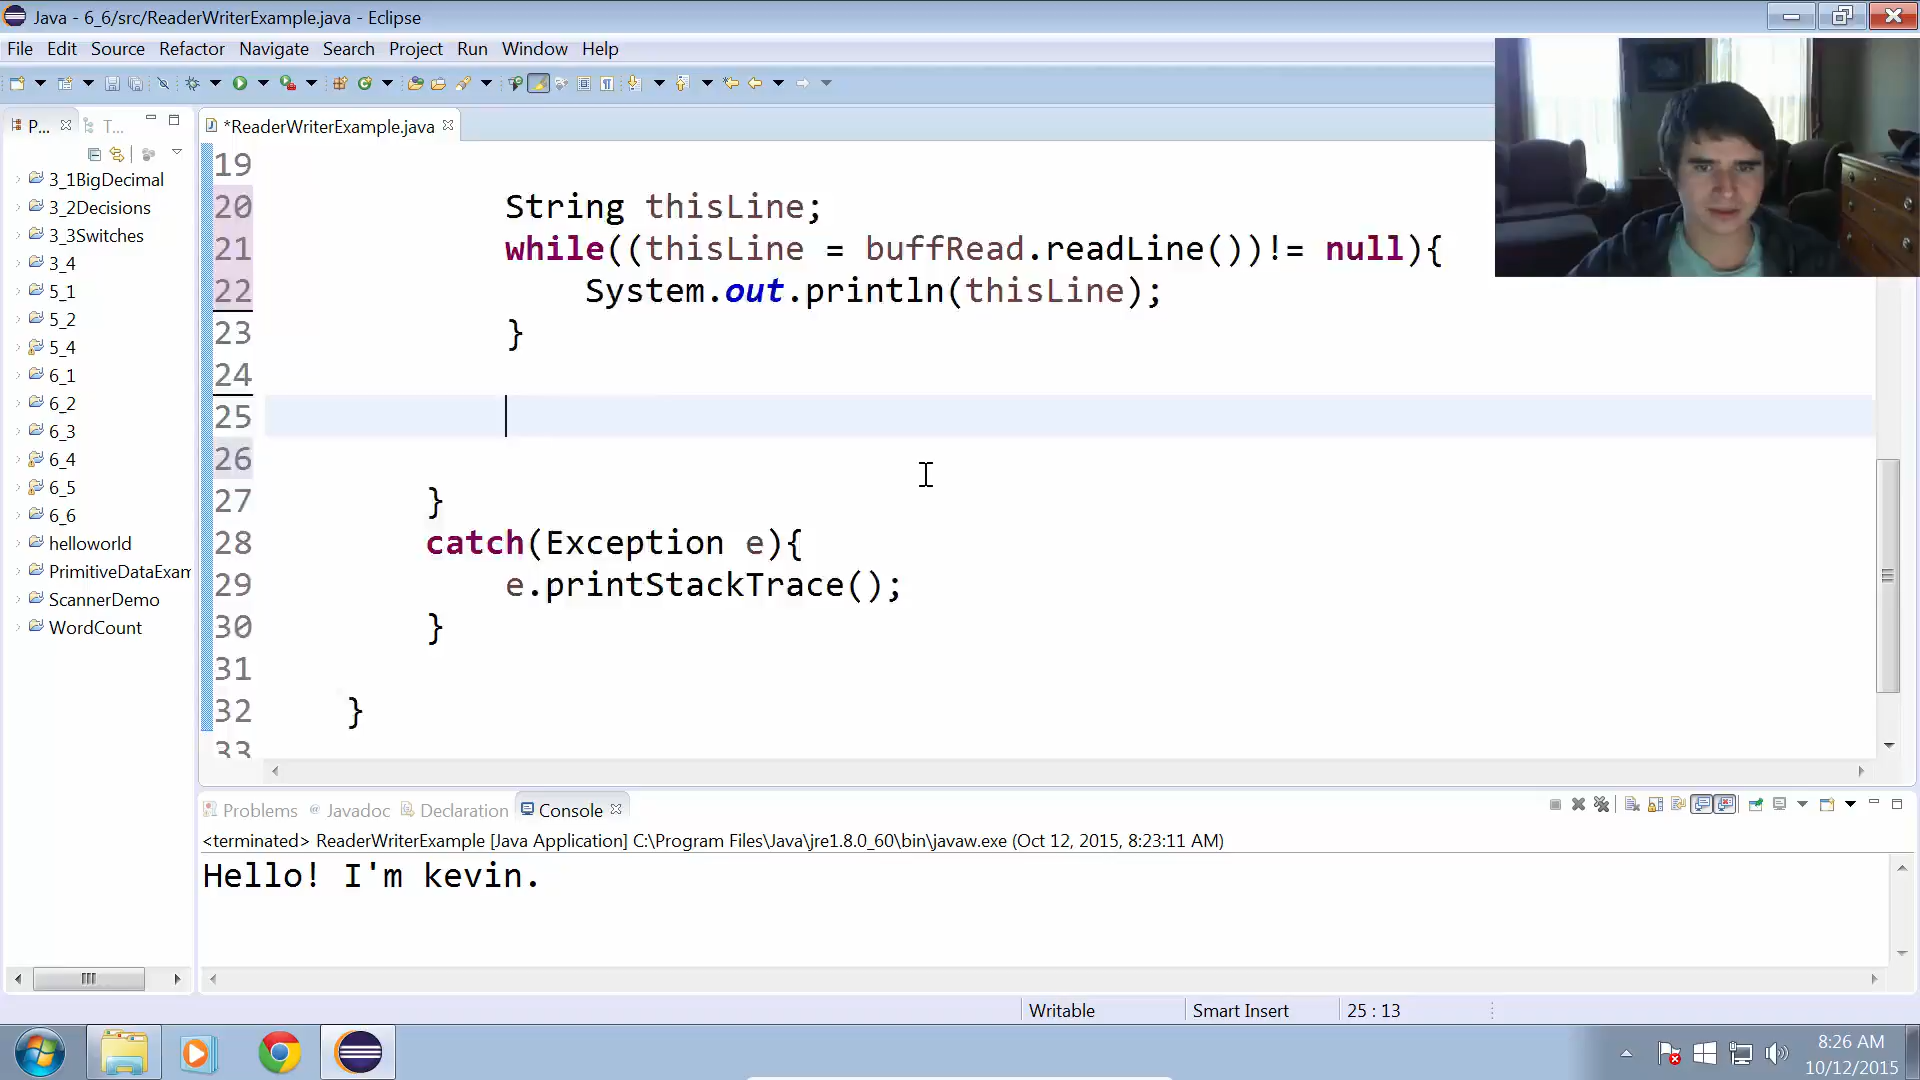 Java - 6_6/src/ReaderWriterExample.java - Eclipse
File Edit Source Refactor Navigate Search Project Run Window Help
P... T...
*ReaderWriterExample.java
3_1BigDecimal
3_2Decisions
3_3Switches
3_4
5_1
5_2
5_4
6_1
6_2
6_3
6_4
6_5
6_6
helloworld
PrimitiveDataExam
ScannerDemo
WordCount
19
20 String thisLine;
21 while((thisLine = buffRead.readLine())!= null){
22 System.out.println(thisLine);
23 }
24
25
26
27 }
28 catch(Exception e){
29 e.printStackTrace();
30 }
31
32 }
33
Problems @ Javadoc Declaration Console
<terminated> ReaderWriterExample [Java Application] C:\Program Files\Java\jre1.8.0_60\bin\javaw.exe (Oct 12, 2015, 8:23:11 AM)
Hello! I'm kevin.
Writable Smart Insert 25 : 13
8:26 AM
10/12/2015